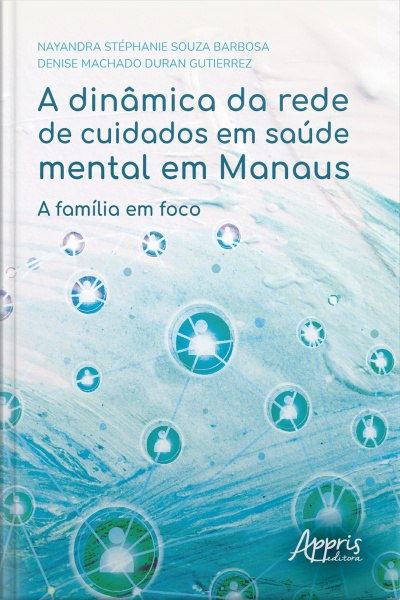 NAYANDRA STÉPHANIE SOUZA BARBOSA
DENISE MACHADO DURAN GUTIERREZ
A dinâmica da rede
de cuidados em saúde
mental em Manaus
A família em foco
Appris
editora